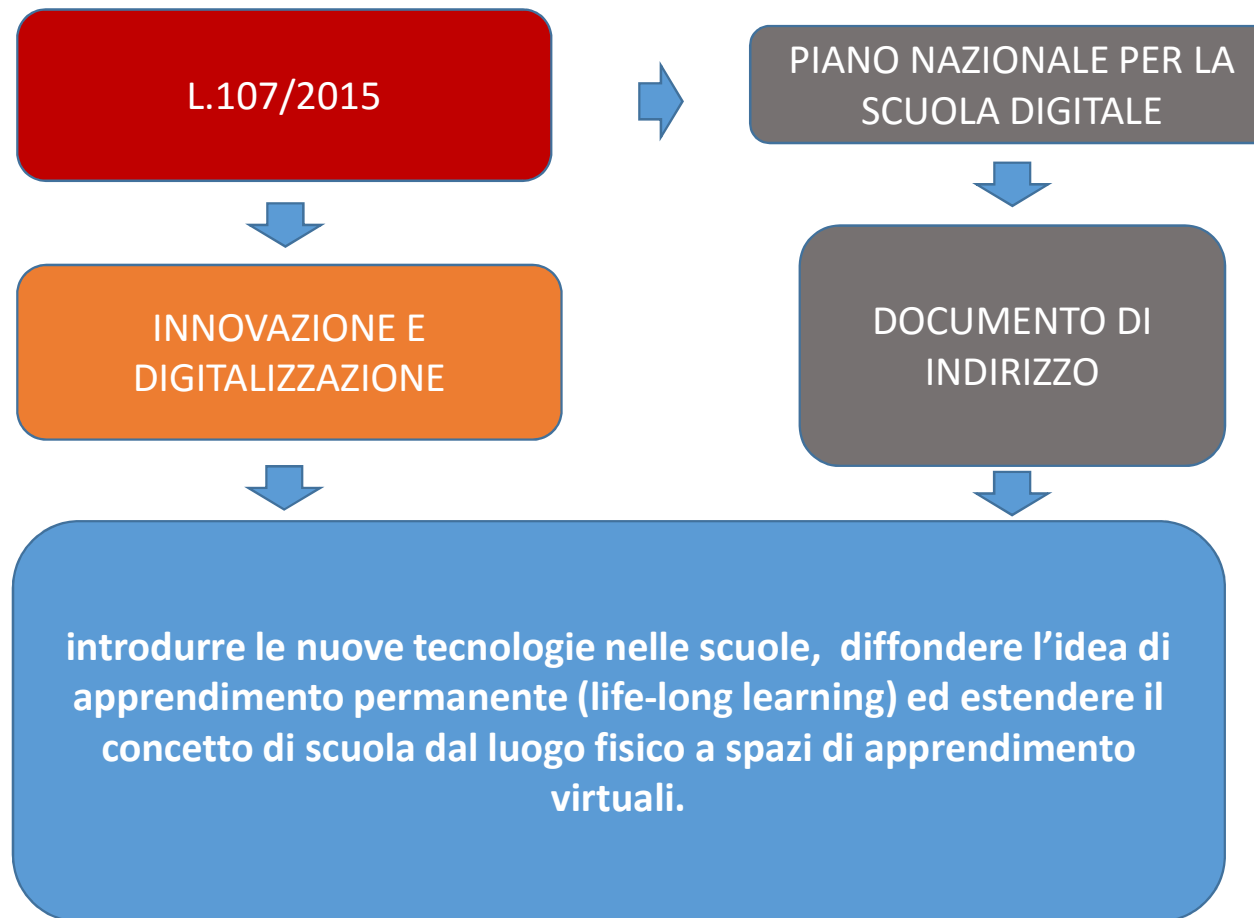 L.107/2015
PIANO NAZIONALE PER LA
SCUOLA DIGITALE
INNOVAZIONE E
DIGITALIZZAZIONE
DOCUMENTO DI
INDIRIZZO
introdurre le nuove tecnologie nelle scuole,  diffondere l’idea di
apprendimento permanente (life-long learning) ed estendere il
concetto di scuola dal luogo fisico a spazi di apprendimento
virtuali.